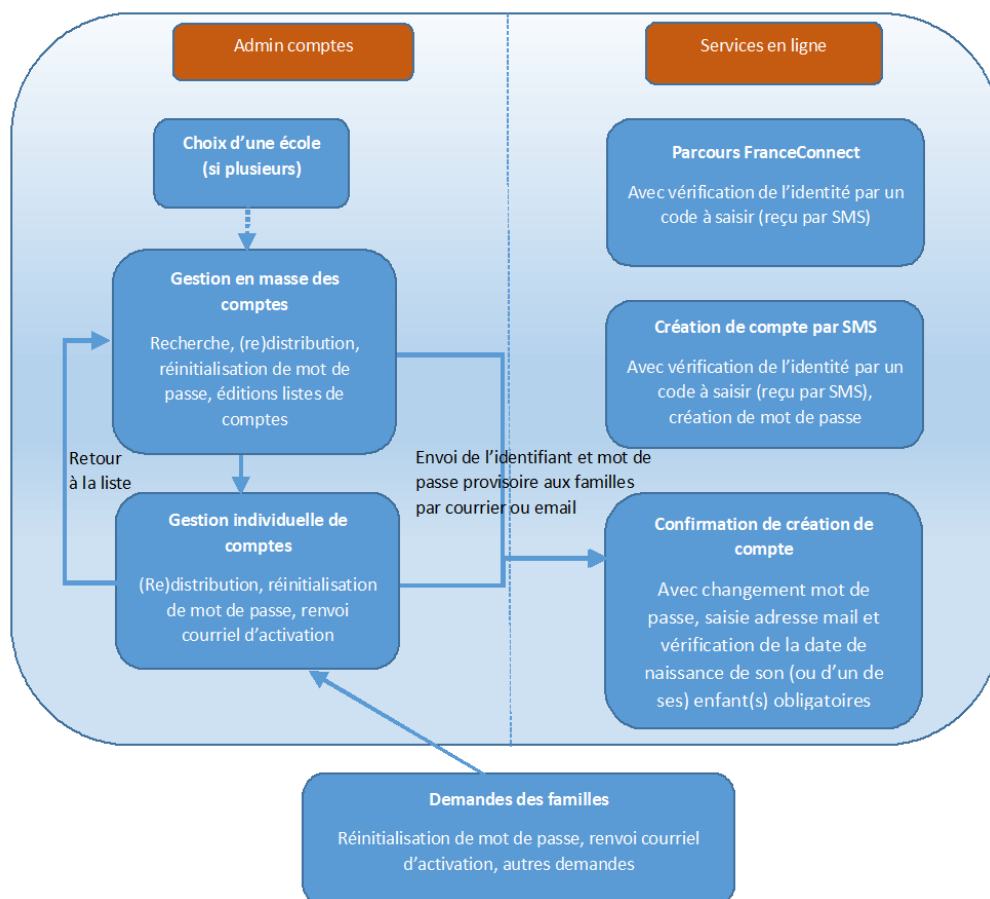 Admin comptes
Services en ligne
Choix d’une école
(si plusieurs)
Gestion en masse des
comptes
Recherche, (re)distribution,
réinitialisation de mot de
passe, éditions listes de
comptes
Retour
à la liste
Gestion individuelle de
comptes
(Re)distribution, réinitialisation
de mot de passe, renvoi
courriel d’activation
Envoi de l’identifiant et mot de
passe provisoire aux familles
par courrier ou email
Parcours FranceConnect
Avec vérification de l’identité par un
code à saisir (reçu par SMS)
Création de compte par SMS
Avec vérification de l’identité par un
code à saisir (reçu par SMS),
création de mot de passe
Confirmation de création de
compte
Avec changement mot de
passe, saisie adresse mail et
vérification de la date de
naissance de son (ou d’un de
ses) enfant(s) obligatoires
Demandes des familles
Réinitialisation de mot de passe, renvoi courriel
d’activation, autres demandes